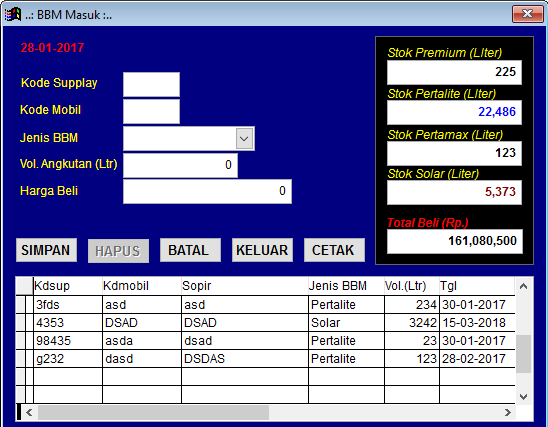 ..: BBM Masuk :..
28-01-2017
Kode Supplay
Kode Mobil
Jenis BBM
Vol. Angkutan (Ltr) 0
Harga Beli 0
Stok Premium (LIter)
225
Stok Pertalite (LIter)
22,486
Stok Pertamax (Liter)
123
Stok Solar (Liter)
5,373
Total Beli (Rp.)
161,080,500
SIMPAN HAPUS BATAL KELUAR CETAK
Kdsup Kdmobil Sopir Jenis BBM Vol.(Ltr) Tgl
3fds asd asd Pertalite 234 30-01-2017
4353 DSAD DSAD Solar 3242 15-03-2018
98435 asda dsad Pertalite 23 30-01-2017
g232 dasd DSDAS Pertalite 123 28-02-2017